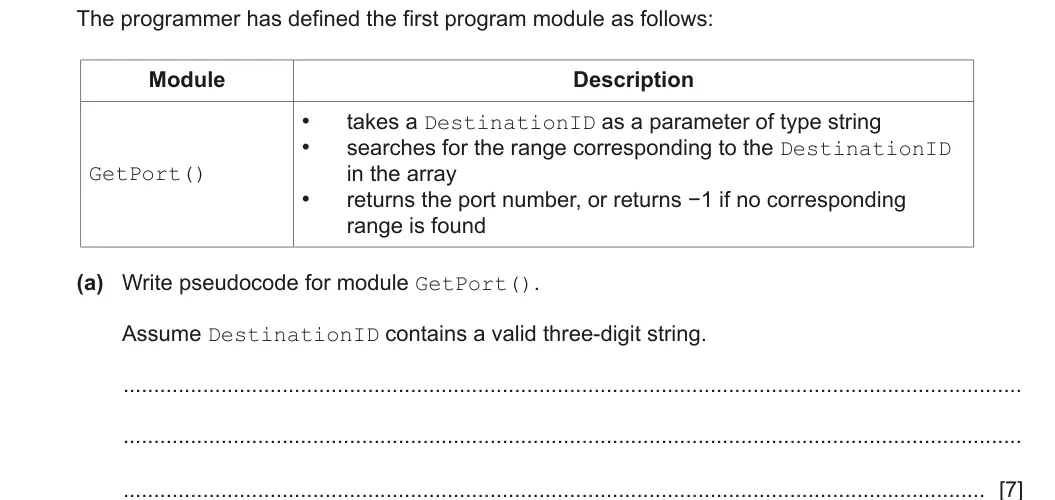 The programmer has defined the first program module as follows:
Module Description
GetPort()
• takes a DestinationID as a parameter of type string
• searches for the range corresponding to the DestinationID
in the array
• returns the port number, or returns −1 if no corresponding
range is found
(a) Write pseudocode for module GetPort().
Assume DestinationID contains a valid three-digit string.
[7]